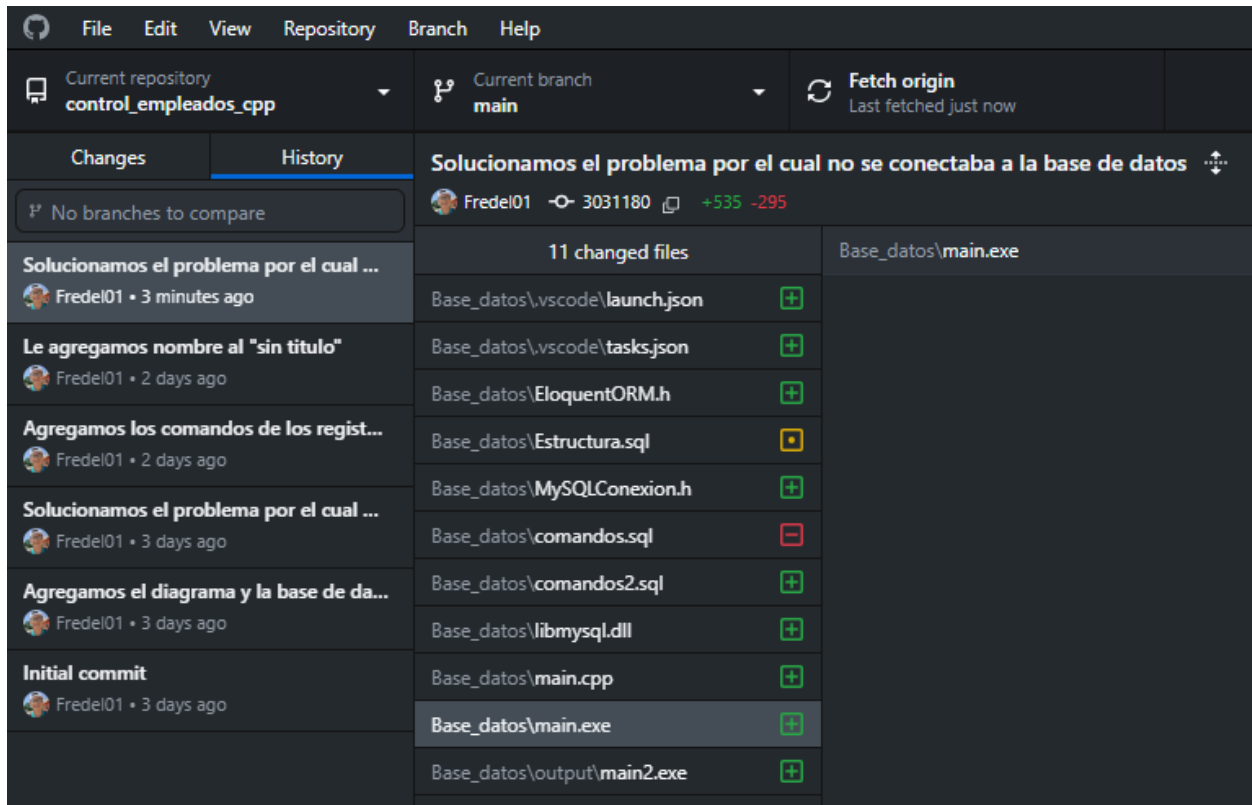 File Edit View Repository Branch Help
Current repository
control_empleados_cpp
Current branch
main
Fetch origin
Last fetched just now
Changes History
No branches to compare
Solucionamos el problema por el cual ...
Fredel01 • 3 minutes ago
Le agregamos nombre al "sin titulo"
Fredel01 • 2 days ago
Agregamos los comandos de los regist...
Fredel01 • 2 days ago
Solucionamos el problema por el cual ...
Fredel01 • 3 days ago
Agregamos el diagrama y la base de da...
Fredel01 • 3 days ago
Initial commit
Fredel01 • 3 days ago
Solucionamos el problema por el cual no se conectaba a la base de datos
Fredel01 3031180 +535 -295
11 changed files
Base_datos\.vscode\launch.json
Base_datos\.vscode\tasks.json
Base_datos\EloquentORM.h
Base_datos\Estructura.sql
Base_datos\MySQLConexion.h
Base_datos\comandos.sql
Base_datos\comandos2.sql
Base_datos\libmysql.dll
Base_datos\main.cpp
Base_datos\main.exe
Base_datos\output\main2.exe
Base_datos\main.exe